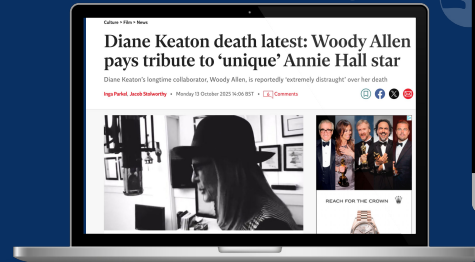 Culture > Film > News
Diane Keaton death latest: Woody Allen
pays tribute to ‘unique’ Annie Hall star
Diane Keaton's longtime collaborator, Woody Allen, is reportedly 'extremely distraught' over her death
Inga Parkel, Jacob Stolworthy • Monday 13 October 2025 14:06 BST • Comments
REACH FOR THE CROWN